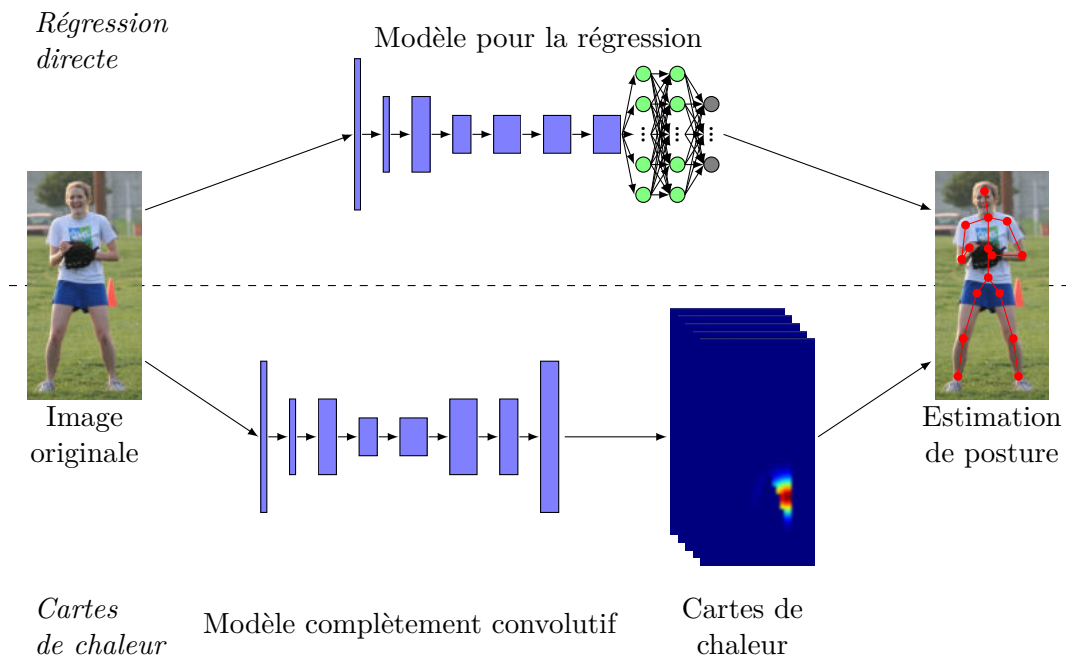 Régression
directe
Modèle pour la régression
Image
originale
Estimation
de posture
Cartes
de chaleur
Modèle complètement convolutif
Cartes de
chaleur